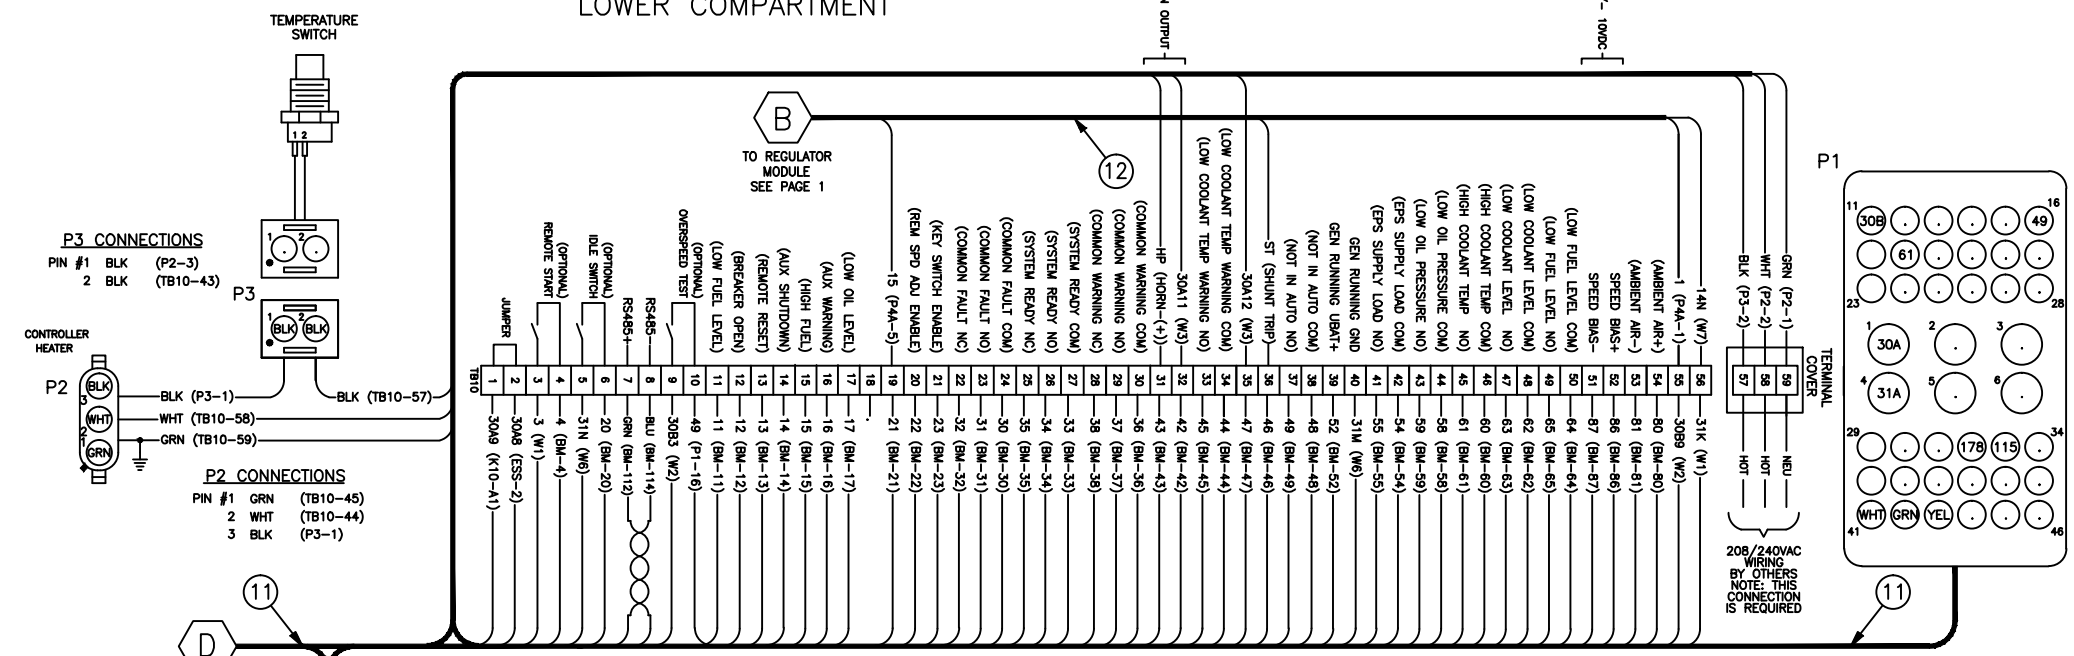 LOWER COMPARTMENT
TEMPERATURE
SWITCH
1 2
N OUTPUT
10VDC
B
TO REGULATOR
MODULE
SEE PAGE 1
12
P3 CONNECTIONS
PIN #1 BLK (P2-3)
2 BLK (TB10-43)
1 2
P3
1 2
BLK BLK
CONTROLLER
HEATER
P2
BLK
3
WHT
2
1
GRN
BLK (P3-1)
BLK (TB10-57)
WHT (TB10-58)
GRN (TB10-59)
P2 CONNECTIONS
PIN #1 GRN (TB10-45)
2 WHT (TB10-44)
3 BLK (P3-1)
11
D
JUMPER
REMOTE START
(OPTIONAL)
IDLE SWITCH
(OPTIONAL)
RS485+
RS485-
OVERSPEED TEST
(OPTIONAL)
(LOW FUEL LEVEL)
(BREAKER OPEN)
(REMOTE RESET)
(AUX SHUTDOWN)
(HIGH FUEL)
(AUX WARNING)
(LOW OIL LEVEL)
15 (P4A-5)
(REM SPD ADJ ENABLE)
(KEY SWITCH ENABLE)
(COMMON FAULT NC)
(COMMON FAULT NO)
(COMMON FAULT COM)
(SYSTEM READY NC)
(SYSTEM READY NO)
(SYSTEM READY COM)
(COMMON WARNING NC)
(COMMON WARNING NO)
(COMMON WARNING COM)
HP (HORN-(+))
30A11 (W3)
(LOW COOLANT TEMP WARNING NO)
(LOW COOLANT TEMP WARNING COM)
30A12 (W3)
ST (SHUNT TRIP)
(NOT IN AUTO NO)
(NOT IN AUTO COM)
GEN RUNNING UBAT+
GEN RUNNING GND
(EPS SUPPLY LOAD NO)
(EPS SUPPLY LOAD COM)
(LOW OIL PRESSURE NO)
(LOW OIL PRESSURE COM)
(HIGH COOLANT TEMP NO)
(HIGH COOLANT TEMP COM)
(LOW COOLANT LEVEL NO)
(LOW COOLANT LEVEL COM)
(LOW FUEL LEVEL NO)
(LOW FUEL LEVEL COM)
SPEED BIAS-
SPEED BIAS+
(AMBIENT AIR-)
(AMBIENT AIR+)
1 (P4A-1)
14N (W7)
BLK (P3-2)
WHT (P2-2)
GRN (P2-1)
TB10
1 2 3 4 5 6 7 8 9 10 11 12 13 14 15 16 17 18 19 20 21 22 23 24 25 26 27 28 29 30 31 32 33 34 35 36 37 38 39 40 41 42 43 44 45 46 47 48 49 50 51 52 53 54 55 56 57 58 59
TERMINAL
COVER
30A9 (K10-A1)
30A8 (ESS-2)
3 (W1)
4 (BM-4)
31N (W6)
20 (BM-20)
GRN (BM-112)
BLU (BM-114)
30B3 (W2)
49 (P1-16)
11 (BM-11)
12 (BM-12)
13 (BM-13)
14 (BM-14)
15 (BM-15)
16 (BM-16)
17 (BM-17)
21 (BM-21)
22 (BM-22)
23 (BM-23)
32 (BM-32)
31 (BM-31)
30 (BM-30)
35 (BM-35)
34 (BM-34)
33 (BM-33)
38 (BM-38)
37 (BM-37)
36 (BM-36)
43 (BM-43)
42 (BM-42)
45 (BM-45)
44 (BM-44)
47 (BM-47)
46 (BM-46)
49 (BM-49)
48 (BM-48)
52 (BM-52)
31M (W6)
55 (BM-55)
54 (BM-54)
59 (BM-59)
58 (BM-58)
61 (BM-61)
60 (BM-60)
63 (BM-63)
62 (BM-62)
65 (BM-65)
64 (BM-64)
87 (BM-87)
86 (BM-86)
81 (BM-81)
80 (BM-80)
30B9 (W2)
31K (W1)
HOT
HOT
NEU
208/240VAC
WIRING
BY OTHERS
NOTE: THIS
CONNECTION
IS REQUIRED
P1
11 16
30B 49
61
23 28
1 2 3
30A
4 5 6
31A
29 34
178 115
WHT GRN YEL
41 46
11